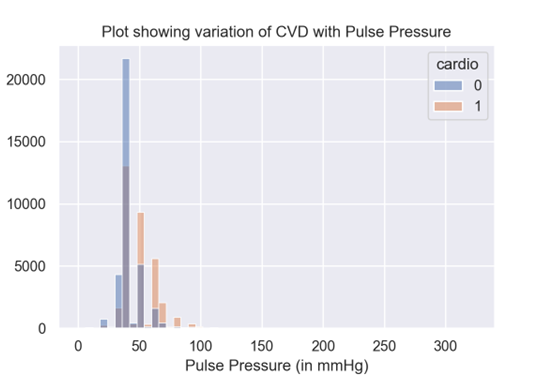 Plot showing variation of CVD with Pulse Pressure
cardio
0
1
20000
15000
10000
5000
0
0 50 100 150 200 250 300
Pulse Pressure (in mmHg)